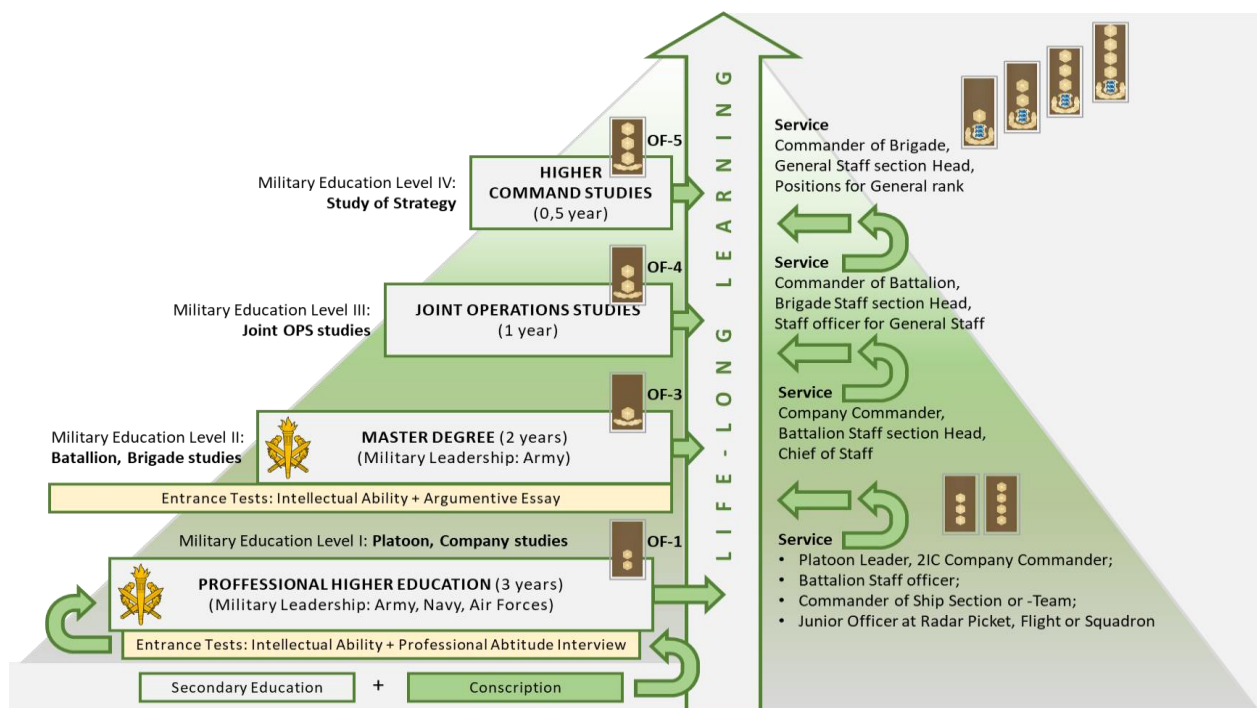 OF-5
HIGHER
COMMAND STUDIES
(0,5 year)
Military Education Level IV:
Study of Strategy
OF-4
JOINT OPERATIONS STUDIES
(1 year)
Military Education Level III:
Joint OPS studies
OF-3
MASTER DEGREE (2 years)
(Military Leadership: Army)
Military Education Level II:
Batallion, Brigade studies
Entrance Tests: Intellectual Ability + Argumentive Essay
Military Education Level I: Platoon, Company studies
OF-1
PROFFESSIONAL HIGHER EDUCATION (3 years)
(Military Leadership: Army, Navy, Air Forces)
Entrance Tests: Intellectual Ability + Professional Abtitude Interview
Secondary Education
+
Conscription
LIFE-LONG LEARNING
Service
Commander of Brigade,
General Staff section Head,
Positions for General rank
Service
Commander of Battalion,
Brigade Staff section Head,
Staff officer for General Staff
Service
Company Commander,
Battalion Staff section Head,
Chief of Staff
Service
• Platoon Leader, 2IC Company Commander;
• Battalion Staff officer;
• Commander of Ship Section or -Team;
• Junior Officer at Radar Picket, Flight or Squadron